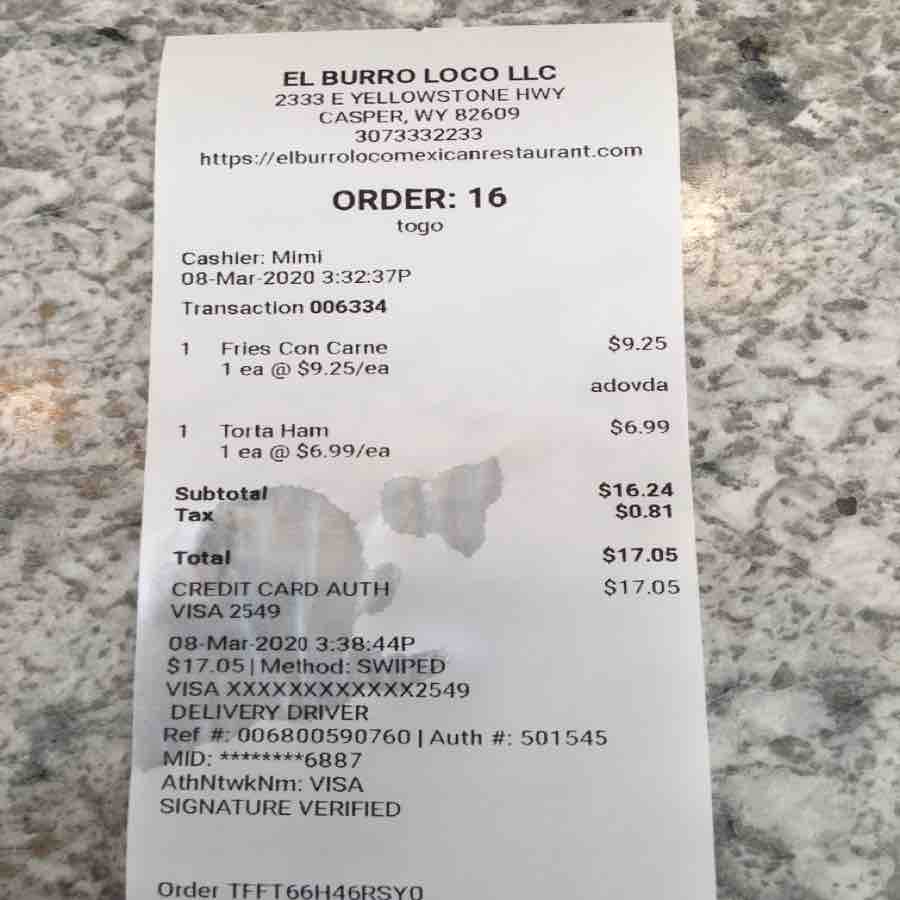 EL BURRO LOCO LLC
2333 E YELLOWSTONE HWY
CASPER, WY 82609
3073332233
https://elburrolocomexicanrestaurant.com
ORDER: 16
togo
Cashier: Mimi
08-Mar-2020 3:32:37P
Transaction 006334
1 Fries Con Carne $9.25
1 ea @ $9.25/ea
adovda
1 Torta Ham $6.99
1 ea @ $6.99/ea
Subtotal $16.24
Tax $0.81
Total $17.05
CREDIT CARD AUTH $17.05
VISA 2549
08-Mar-2020 3:38:44P
$17.05 | Method: SWIPED
VISA XXXXXXXXXXXX2549
DELIVERY DRIVER
Ref #: 006800590760 | Auth #: 501545
MID: ********6887
AthNtwkNm: VISA
SIGNATURE VERIFIED
Order TFFT66H46RSY0